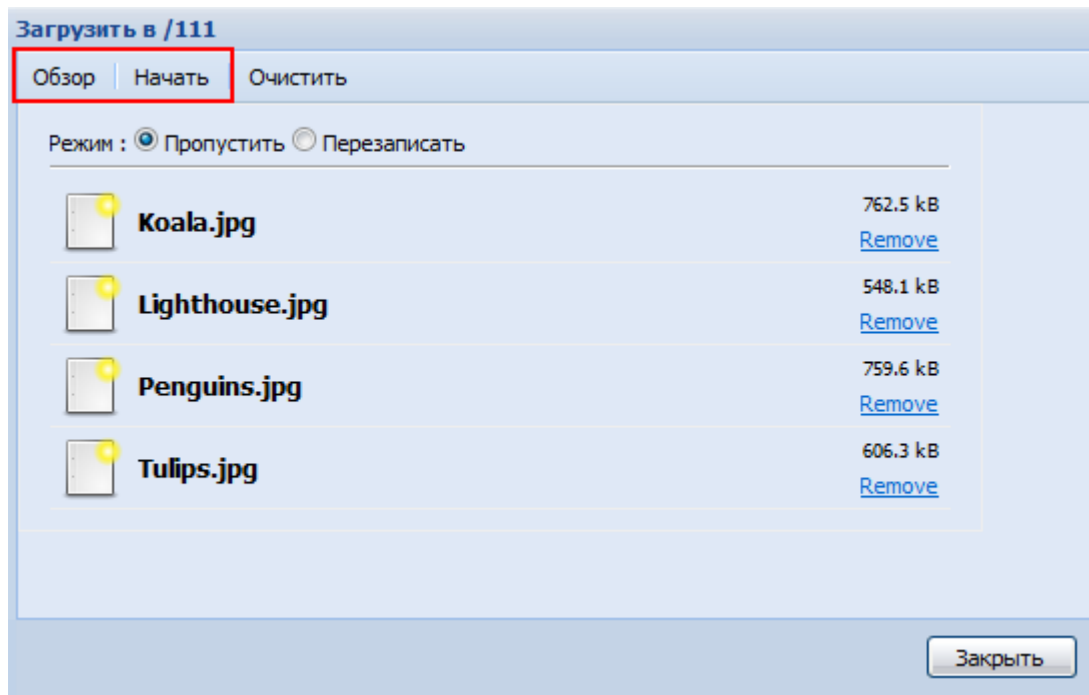 Загрузить в /111
Обзор Начать Очистить
Режим : Пропустить Перезаписать
Koala.jpg 762.5 kB
Remove
Lighthouse.jpg 548.1 kB
Remove
Penguins.jpg 759.6 kB
Remove
Tulips.jpg 606.3 kB
Remove
Закрыть